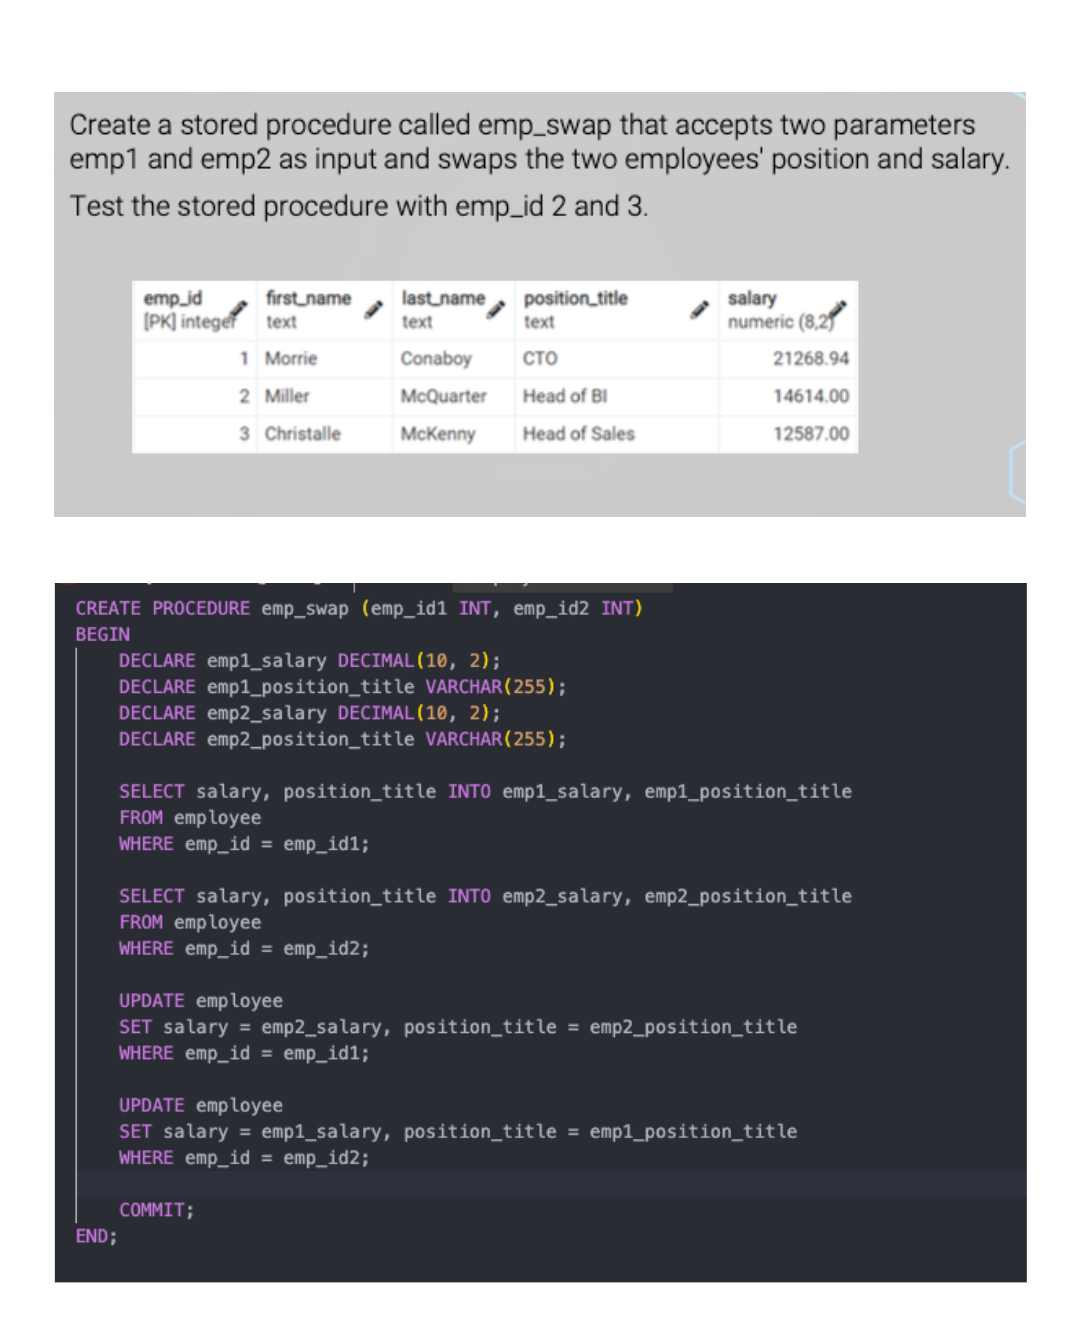 Create a stored procedure called emp_swap that accepts two parameters
emp1 and emp2 as input and swaps the two employees' position and salary.
Test the stored procedure with emp_id 2 and 3.
emp_id first_name last_name position_title salary
[PK] integer text text text numeric (8,2)
1 Morrie Conaboy CTO 21268.94
2 Miller McQuarter Head of BI 14614.00
3 Christalle McKenny Head of Sales 12587.00
CREATE PROCEDURE emp_swap (emp_id1 INT, emp_id2 INT)
BEGIN
DECLARE emp1_salary DECIMAL(10, 2);
DECLARE emp1_position_title VARCHAR(255);
DECLARE emp2_salary DECIMAL(10, 2);
DECLARE emp2_position_title VARCHAR(255);
SELECT salary, position_title INTO emp1_salary, emp1_position_title
FROM employee
WHERE emp_id = emp_id1;
SELECT salary, position_title INTO emp2_salary, emp2_position_title
FROM employee
WHERE emp_id = emp_id2;
UPDATE employee
SET salary = emp2_salary, position_title = emp2_position_title
WHERE emp_id = emp_id1;
UPDATE employee
SET salary = emp1_salary, position_title = emp1_position_title
WHERE emp_id = emp_id2;
COMMIT;
END;